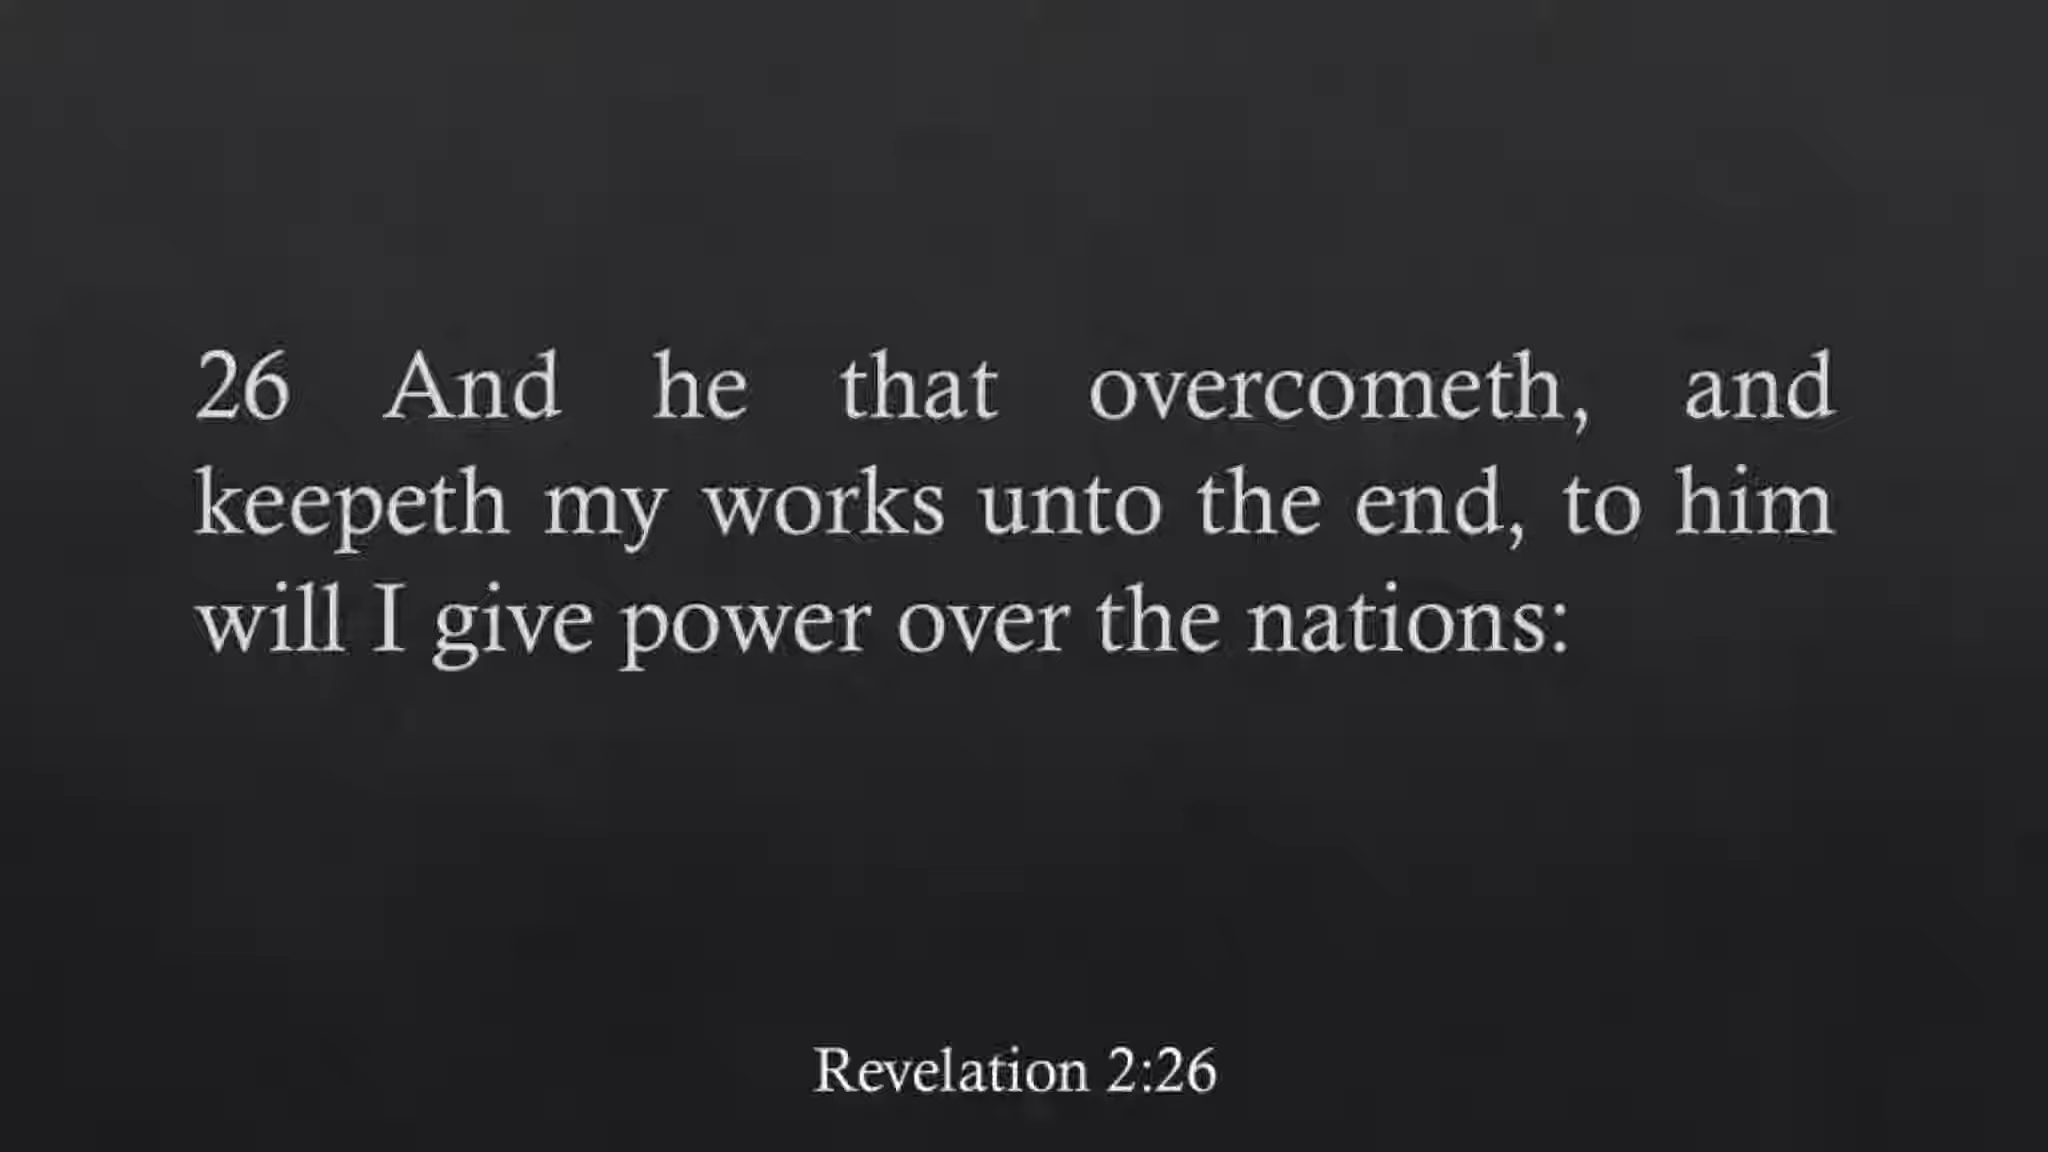 26 And he that overcometh, and
keepeth my works unto the end, to him
will I give power over the nations:
Revelation 2:26